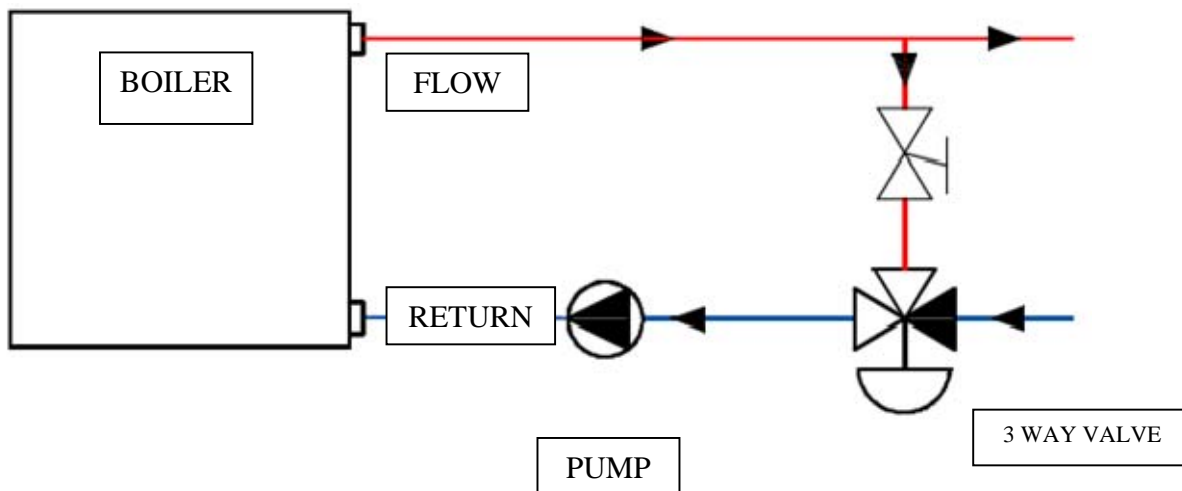 BOILER
FLOW
RETURN
PUMP
3 WAY VALVE